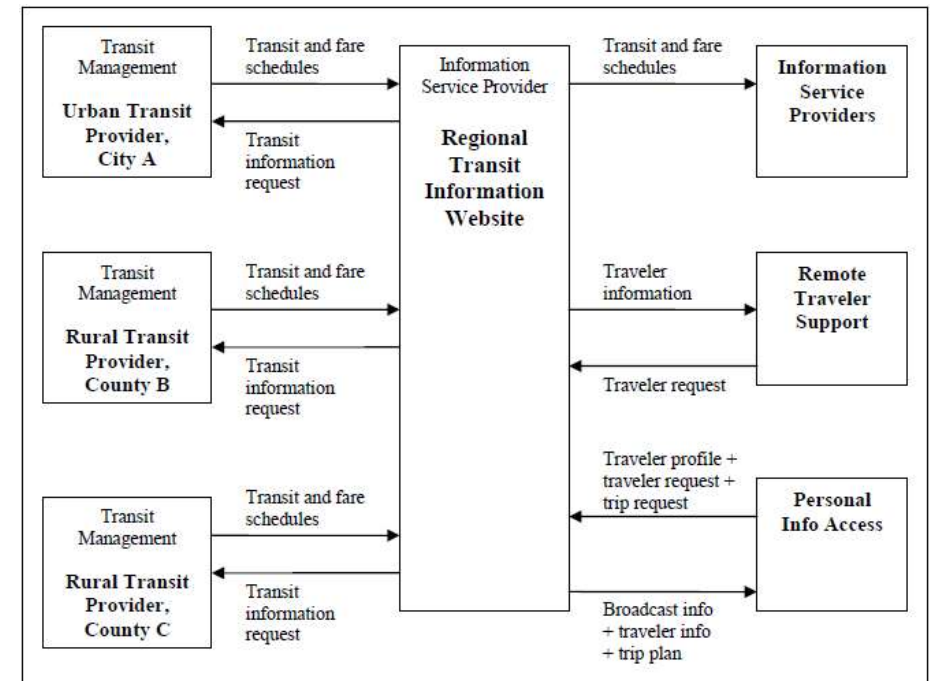 Transit
Management
Urban Transit
Provider,
City A
Transit and fare
schedules
Transit
information
request
Information
Service Provider
Regional
Transit
Information
Website
Transit and fare
schedules
Information
Service
Providers
Transit
Management
Rural Transit
Provider,
County B
Transit and fare
schedules
Transit
information
request
Traveler
information
Traveler request
Remote
Traveler
Support
Transit
Management
Rural Transit
Provider,
County C
Transit and fare
schedules
Transit
information
request
Traveler profile +
traveler request +
trip request
Broadcast info
+ traveler info
+ trip plan
Personal
Info Access